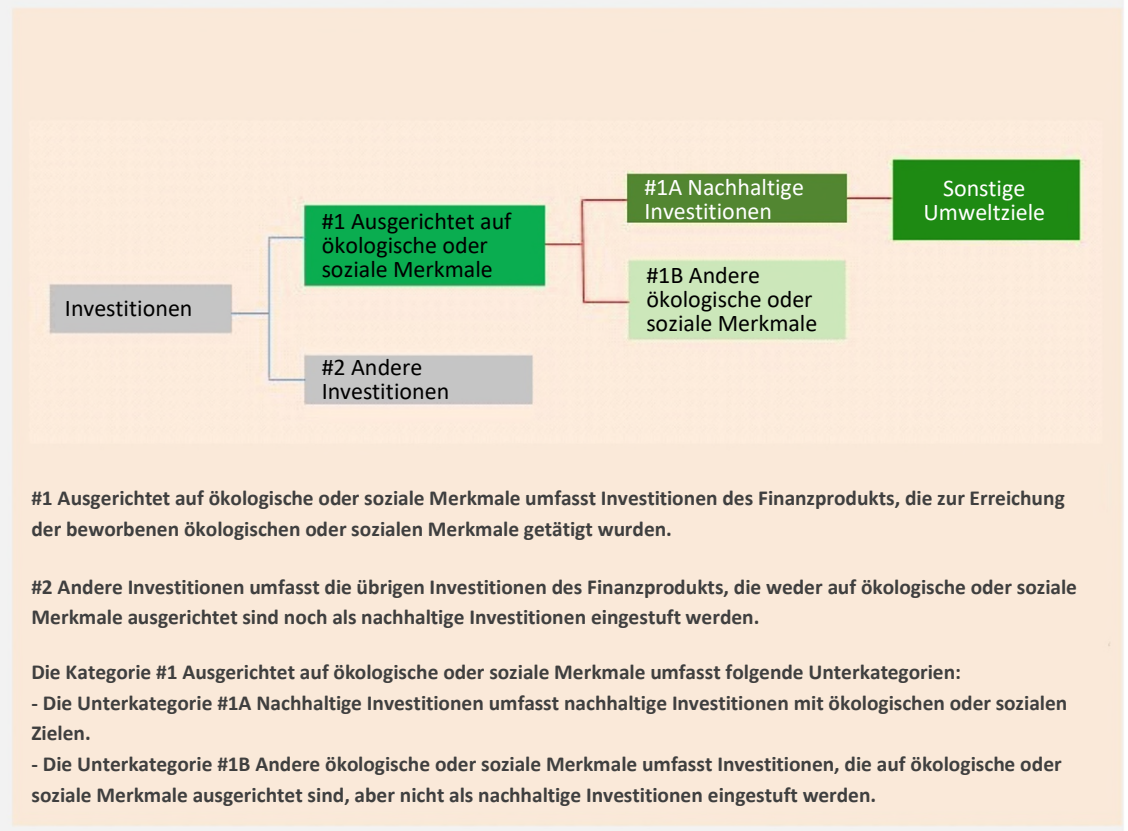 Investitionen
#1 Ausgerichtet auf
ökologische oder
soziale Merkmale
#2 Andere
Investitionen
#1A Nachhaltige
Investitionen
#1B Andere
ökologische oder
soziale Merkmale
Sonstige
Umweltziele
#1 Ausgerichtet auf ökologische oder soziale Merkmale umfasst Investitionen des Finanzprodukts, die zur Erreichung
der beworbenen ökologischen oder sozialen Merkmale getätigt wurden.
#2 Andere Investitionen umfasst die übrigen Investitionen des Finanzprodukts, die weder auf ökologische oder soziale
Merkmale ausgerichtet sind noch als nachhaltige Investitionen eingestuft werden.
Die Kategorie #1 Ausgerichtet auf ökologische oder soziale Merkmale umfasst folgende Unterkategorien:
- Die Unterkategorie #1A Nachhaltige Investitionen umfasst nachhaltige Investitionen mit ökologischen oder sozialen
Zielen.
- Die Unterkategorie #1B Andere ökologische oder soziale Merkmale umfasst Investitionen, die auf ökologische oder
soziale Merkmale ausgerichtet sind, aber nicht als nachhaltige Investitionen eingestuft werden.